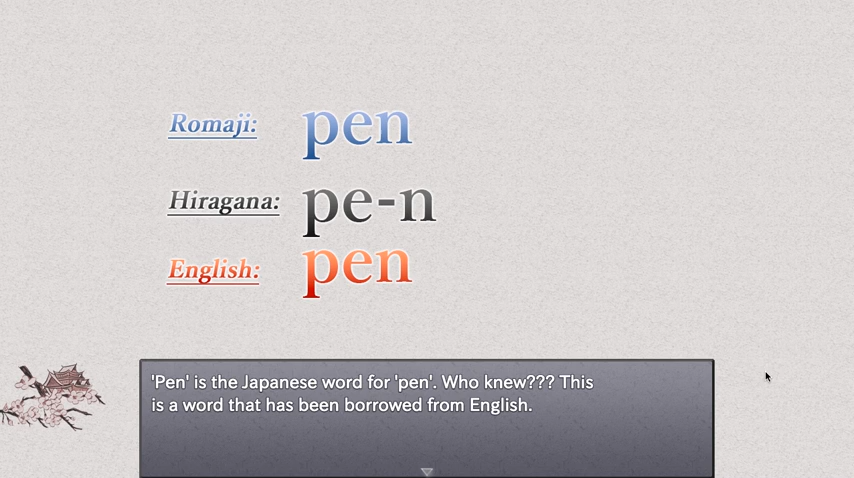 Romaji: pen
Hiragana: pe-n
English: pen
'Pen' is the Japanese word for 'pen'. Who knew??? This
is a word that has been borrowed from English.